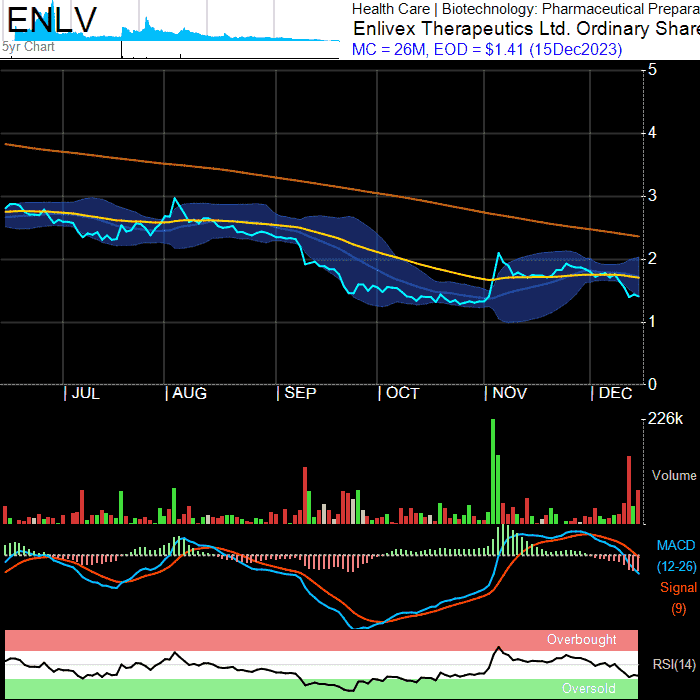 ENLV
5yr Chart
Health Care | Biotechnology: Pharmaceutical Prepara
Enlivex Therapeutics Ltd. Ordinary Share
MC = 26M, EOD = $1.41 (15Dec2023)
5
4
3
2
1
0
| JUL | AUG | SEP | OCT | NOV | DEC
226k
Volume
MACD
(12-26)
Signal
(9)
Overbought
RSI(14)
Oversold